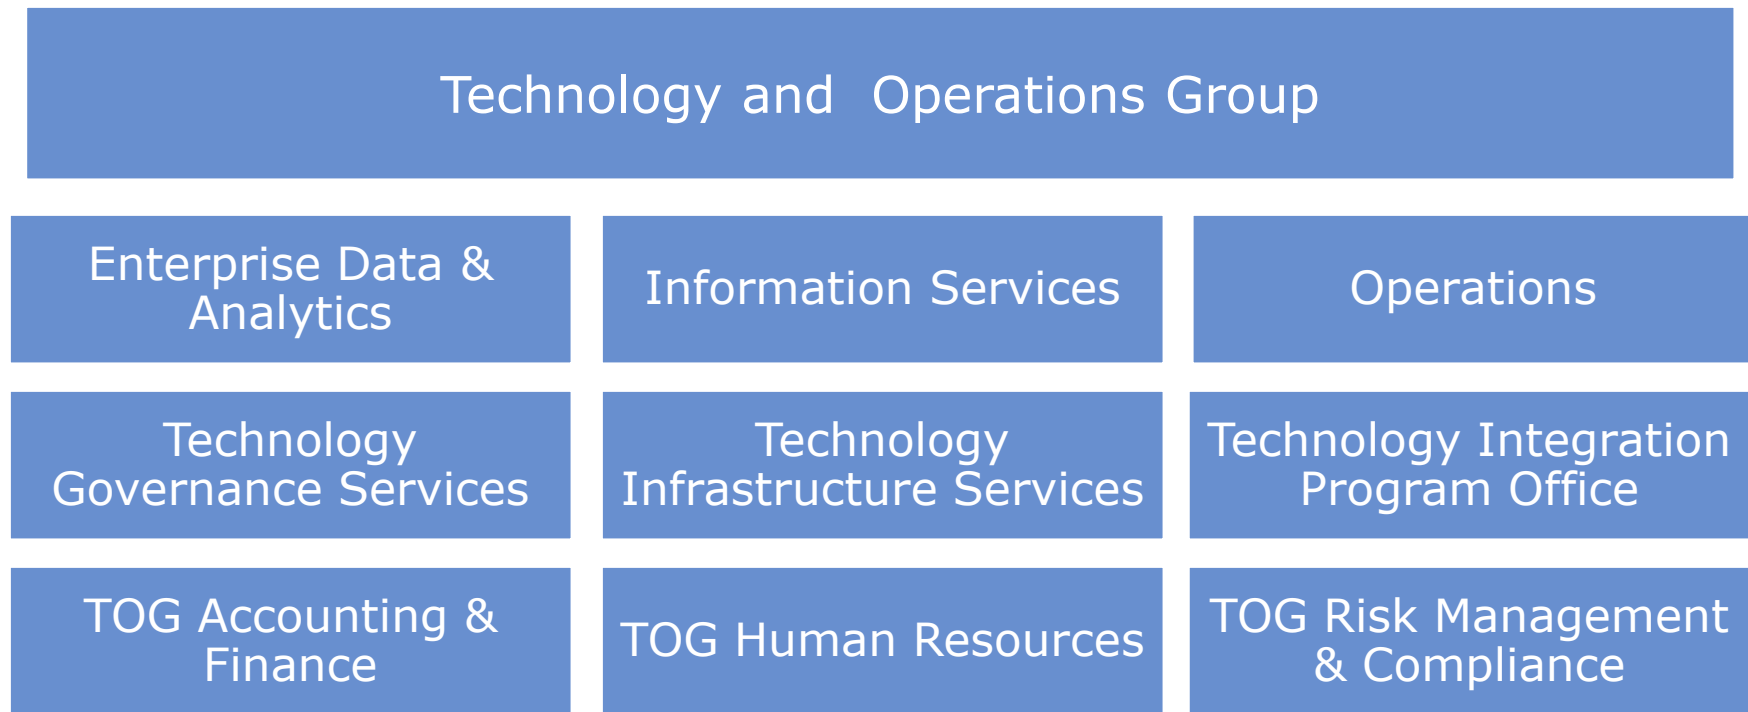 Technology and  Operations Group
Enterprise Data &
Analytics
Information Services
Operations
Technology
Governance Services
Technology
Infrastructure Services
Technology Integration
Program Office
TOG Accounting &
Finance
TOG Human Resources
TOG Risk Management
& Compliance